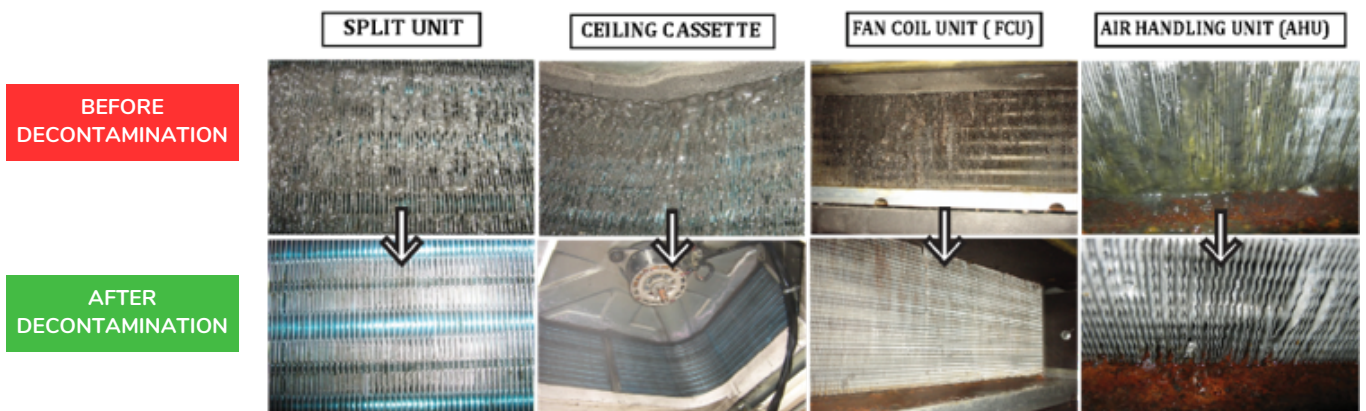 SPLIT UNIT
CEILING CASSETTE
FAN COIL UNIT ( FCU)
AIR HANDLING UNIT (AHU)
BEFORE
DECONTAMINATION
AFTER
DECONTAMINATION